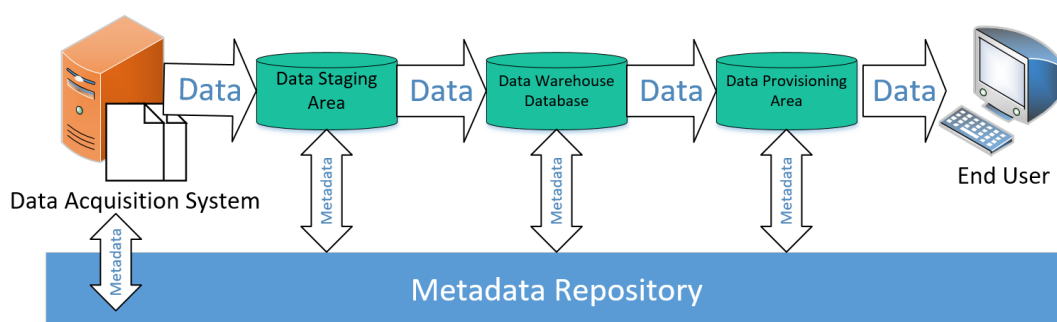 Data
Data Staging
Area
Data
Data Warehouse
Database
Data
Data Provisioning
Area
Data
Data Acquisition System
End User
Metadata
Metadata
Metadata
Metadata
Metadata Repository